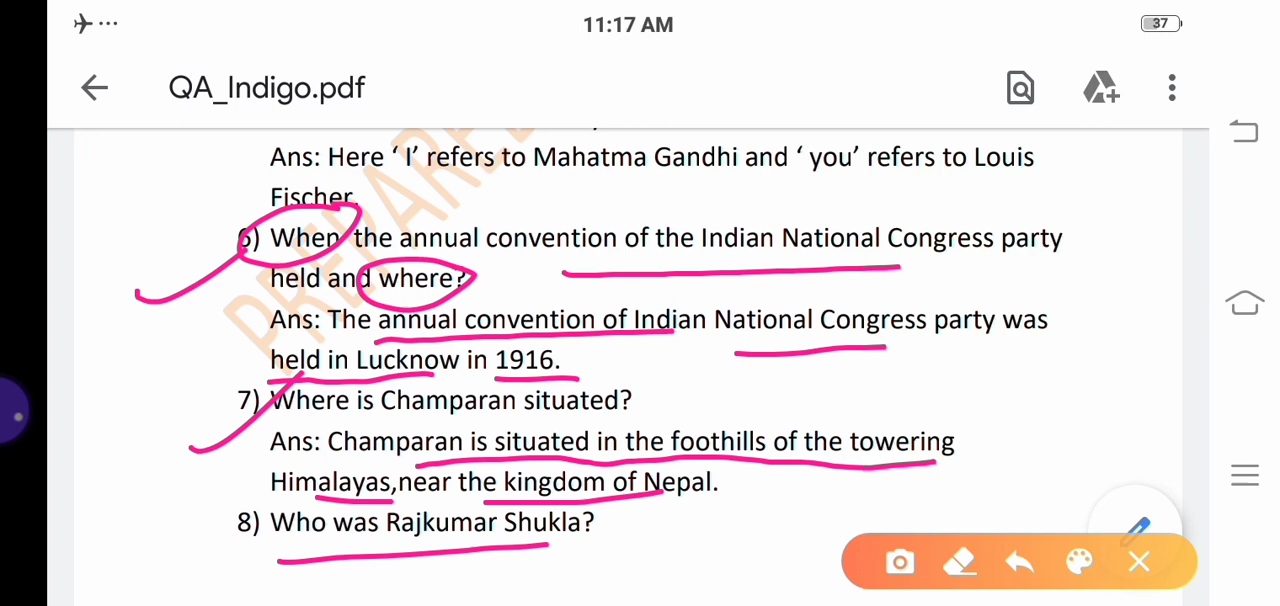 11:17 AM
37
QA_Indigo.pdf
Ans: Here ‘ I’ refers to Mahatma Gandhi and ‘ you’ refers to Louis
Fischer.
6) When the annual convention of the Indian National Congress party
held and where?
Ans: The annual convention of Indian National Congress party was
held in Lucknow in 1916.
7) Where is Champaran situated?
Ans: Champaran is situated in the foothills of the towering
Himalayas,near the kingdom of Nepal.
8) Who was Rajkumar Shukla?